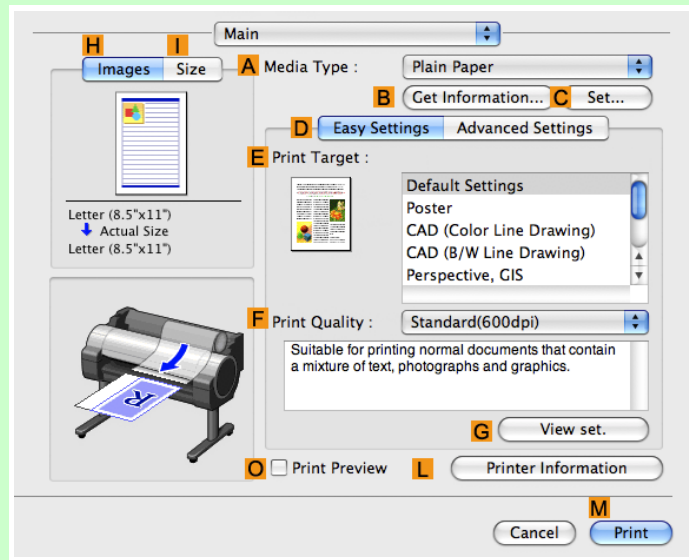 Main
H I
Images Size
A Media Type : Plain Paper
B Get Information... C Set...
D Easy Settings Advanced Settings
E Print Target :
Default Settings
Poster
CAD (Color Line Drawing)
CAD (B/W Line Drawing)
Perspective, GIS
Letter (8.5"x11")
Actual Size
Letter (8.5"x11")
F Print Quality : Standard(600dpi)
Suitable for printing normal documents that contain
a mixture of text, photographs and graphics.
G View set.
O Print Preview L Printer Information
M
Cancel Print